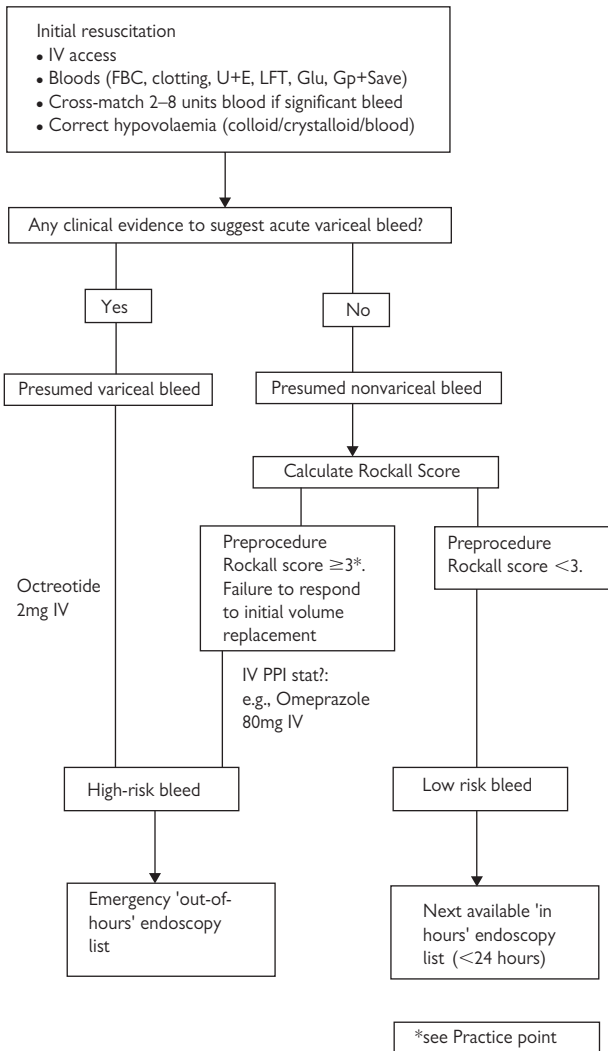 Initial resuscitation
• IV access
• Bloods (FBC, clotting, U+E, LFT, Glu, Gp+Save)
• Cross-match 2–8 units blood if significant bleed
• Correct hypovolaemia (colloid/crystalloid/blood)
Any clinical evidence to suggest acute variceal bleed?
Yes
No
Presumed variceal bleed
Presumed nonvariceal bleed
Calculate Rockall Score
Preprocedure
Rockall score ≥3*.
Failure to respond
to initial volume
replacement
Preprocedure
Rockall score <3.
Octreotide
2mg IV
IV PPI stat?:
e.g., Omeprazole
80mg IV
High-risk bleed
Low risk bleed
Emergency 'out-of-
hours' endoscopy
list
Next available 'in
hours' endoscopy
list (<24 hours)
*see Practice point